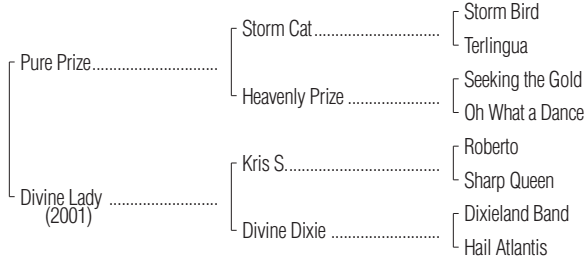 Storm Bird
Storm Cat
Terlingua
Pure Prize
Seeking the Gold
Heavenly Prize
Oh What a Dance
Roberto
Kris S.
Sharp Queen
Divine Lady
(2001)
Dixieland Band
Divine Dixie
Hail Atlantis